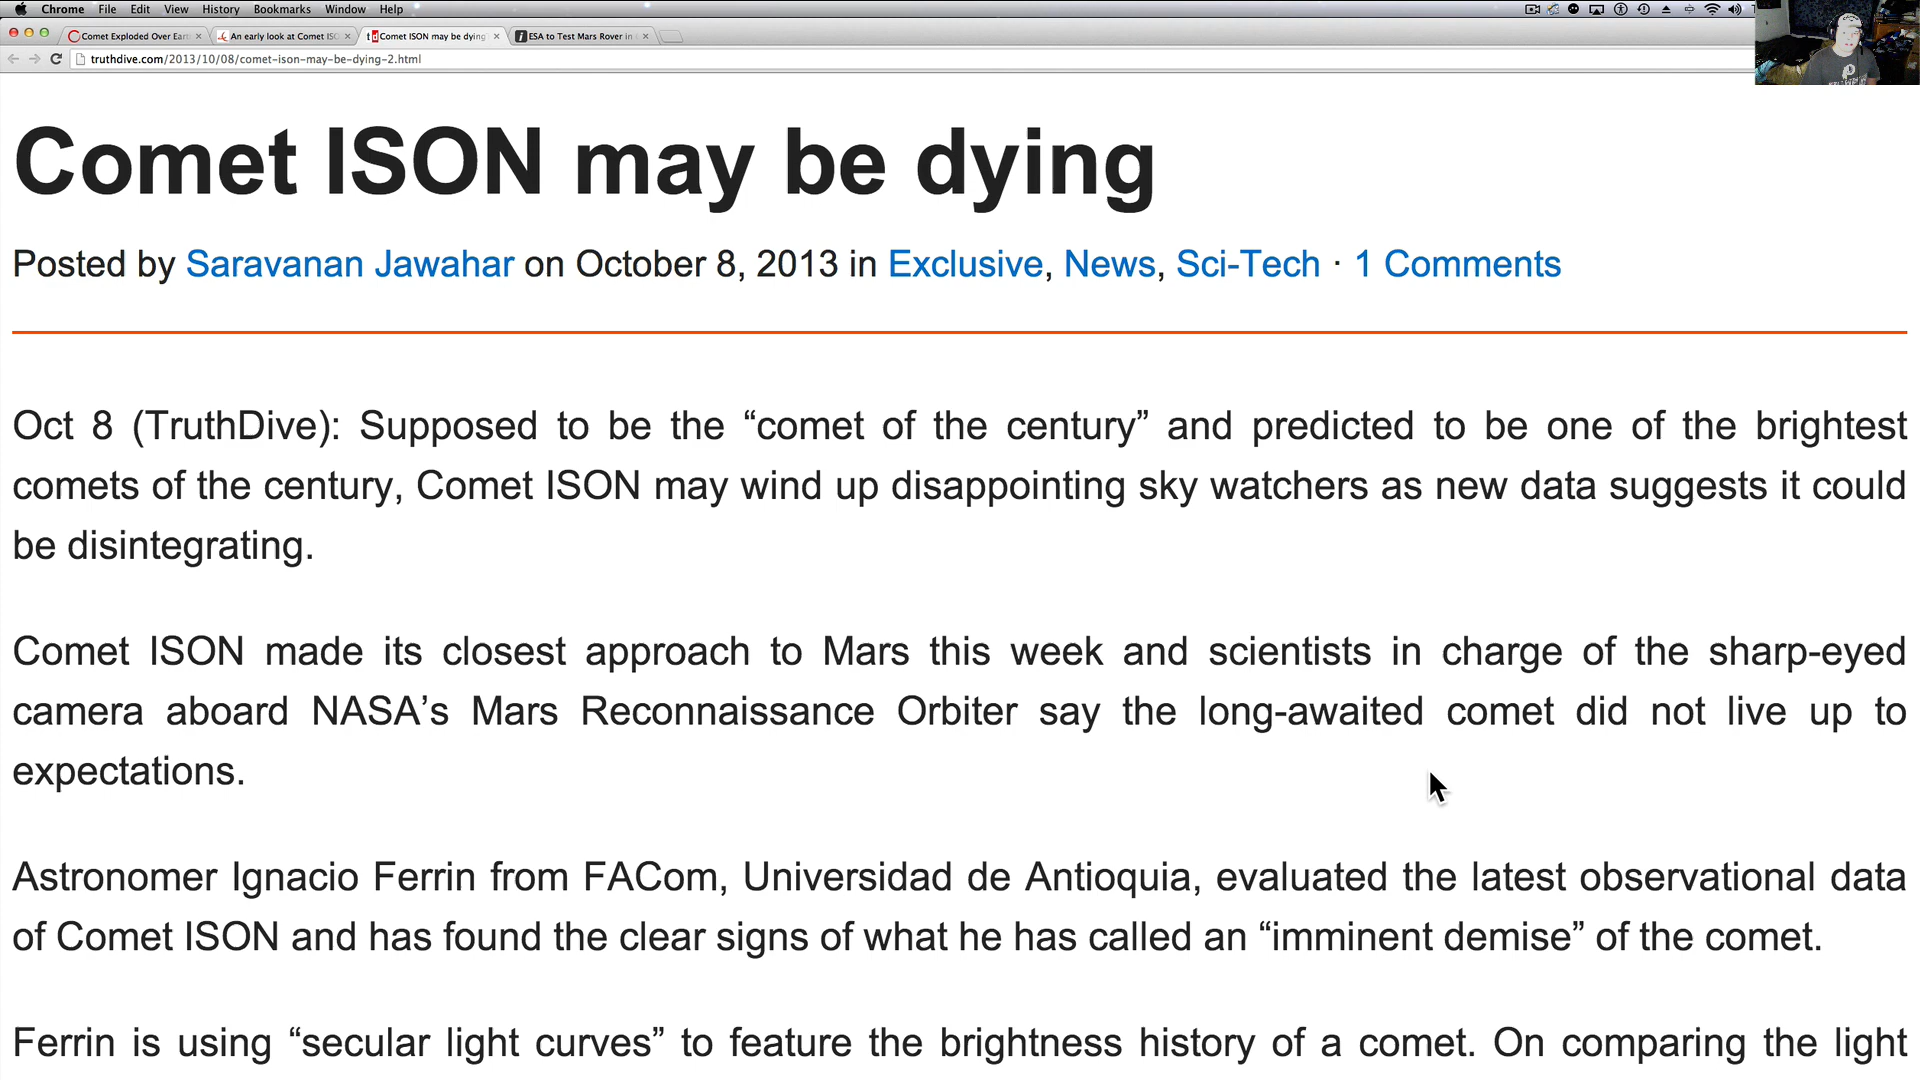 Chrome File Edit View History Bookmarks Window Help
Comet Exploded Over Eart An early look at Comet ISO Comet ISON may be dying ESA to Test Mars Rover in
truthdive.com/2013/10/08/comet-ison-may-be-dying-2.html
Comet ISON may be dying
Posted by Saravanan Jawahar on October 8, 2013 in Exclusive, News, Sci-Tech · 1 Comments
Oct 8 (TruthDive): Supposed to be the “comet of the century” and predicted to be one of the brightest
comets of the century, Comet ISON may wind up disappointing sky watchers as new data suggests it could
be disintegrating.
Comet ISON made its closest approach to Mars this week and scientists in charge of the sharp-eyed
camera aboard NASA’s Mars Reconnaissance Orbiter say the long-awaited comet did not live up to
expectations.
Astronomer Ignacio Ferrin from FACom, Universidad de Antioquia, evaluated the latest observational data
of Comet ISON and has found the clear signs of what he has called an “imminent demise” of the comet.
Ferrin is using “secular light curves” to feature the brightness history of a comet. On comparing the light